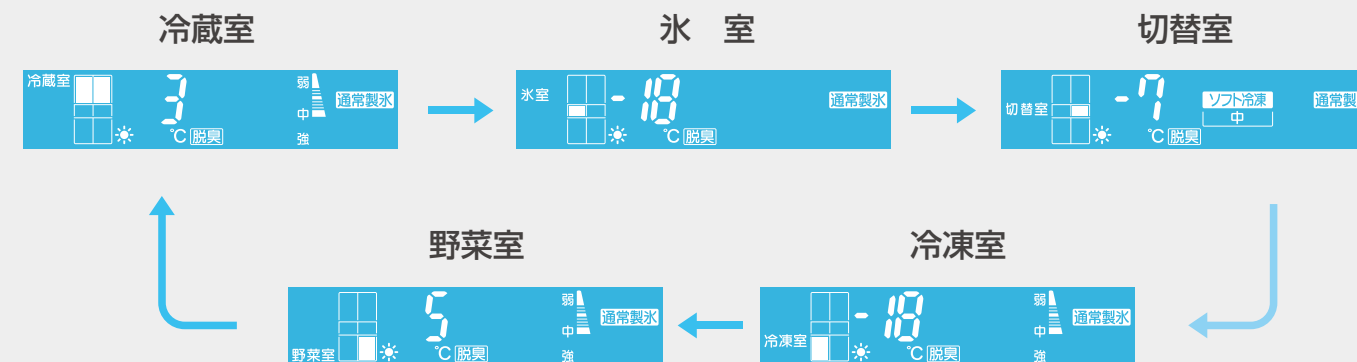 冷蔵室
冷蔵室
3
℃ 脱臭
弱
中
強
通常製氷
氷 室
氷室
-18
℃ 脱臭
通常製氷
切替室
切替室
-7
℃ 脱臭
ソフト冷凍
中
通常製
冷凍室
冷凍室
-18
℃ 脱臭
弱
中
強
通常製氷
野菜室
野菜室
5
℃ 脱臭
弱
中
強
通常製氷